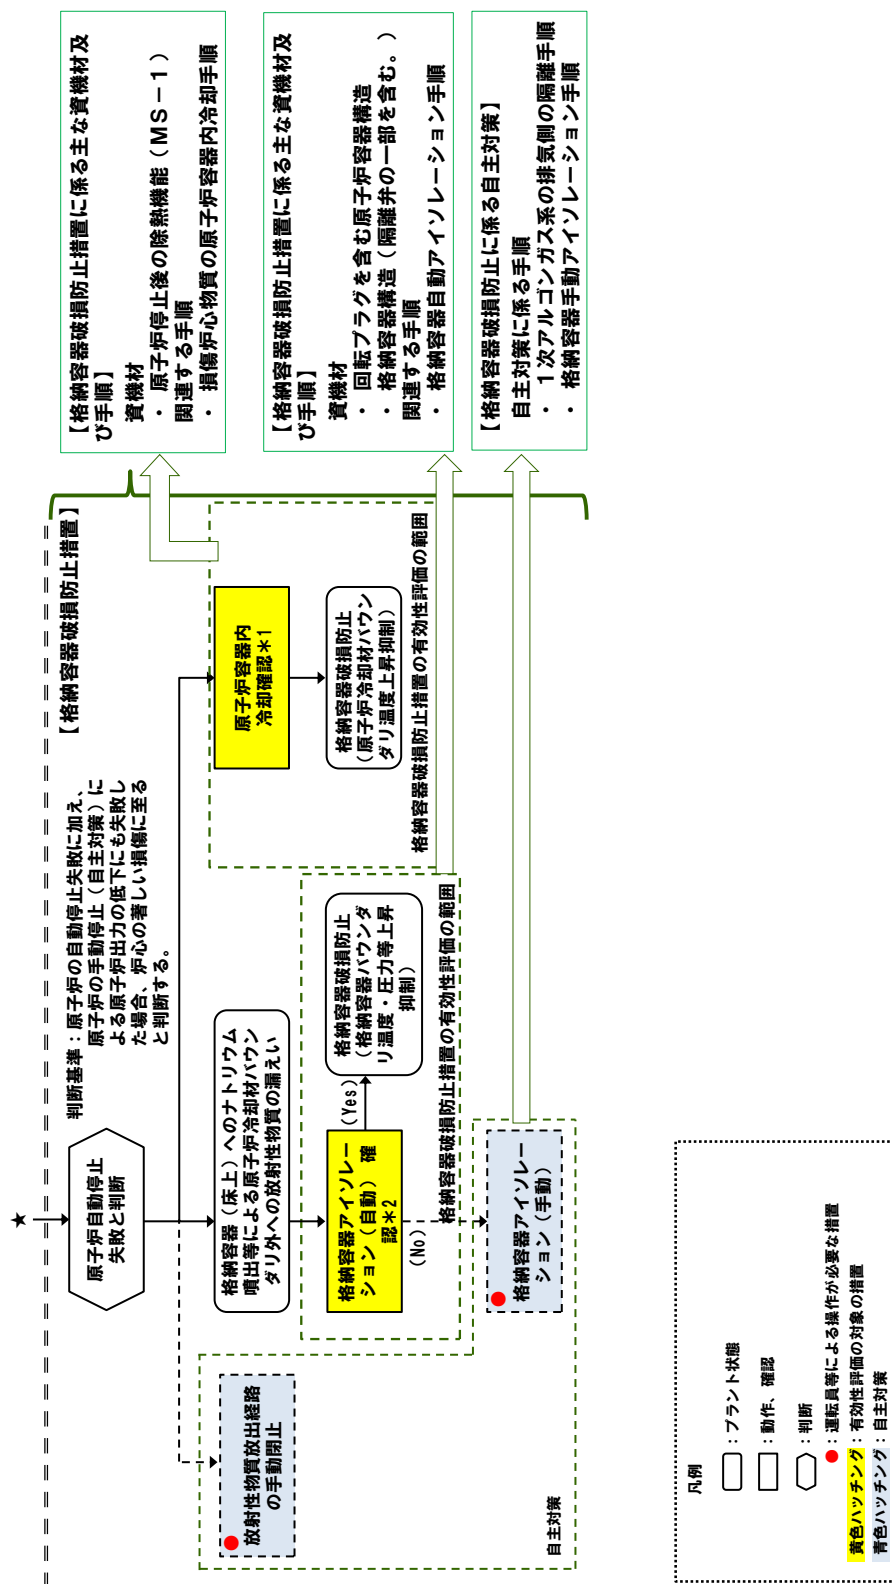 ★
【格納容器破損防止措置】
原子炉自動停止
失敗と判断
判断基準：原子炉の自動停止失敗に加え、
原子炉の手動停止（自主対策）に
よる原子炉出力の低下にも失敗し
た場合、炉心の著しい損傷に至る
と判断する。
放射性物質放出経路
の手動閉止
格納容器（床上）へのナトリウム
噴出等による原子炉冷却材バウン
ダリ外への放射性物質の漏えい
原子炉容器内
冷却確認＊1
格納容器アイソレー
ション（自動）確
認＊2
(Yes)
(No)
格納容器破損防止
（格納容器バウンダ
リ温度・圧力等上昇
抑制）
格納容器破損防止
（原子炉冷却材バウン
ダリ温度上昇抑制）
格納容器破損防止措置の有効性評価の範囲
格納容器破損防止措置の有効性評価の範囲
格納容器アイソレー
ション（手動）
自主対策
【格納容器破損防止措置に係る主な資機材及
び手順】
資機材
・ 原子炉停止後の除熱機能（ＭＳ－１）
関連する手順
・ 損傷炉心物質の原子炉容器内冷却手順
【格納容器破損防止措置に係る主な資機材及
び手順】
資機材
・ 回転プラグを含む原子炉容器構造
・ 格納容器構造（隔離弁の一部を含む。）
関連する手順
・ 格納容器自動アイソレーション手順
【格納容器破損防止に係る自主対策】
自主対策に係る手順
・ １次アルゴンガス系の排気側の隔離手順
・ 格納容器手動アイソレーション手順
凡例
：プラント状態
：動作、確認
：判断
：運転員等による操作が必要な措置
黄色ハッチング：有効性評価の対象の措置
青色ハッチング：自主対策